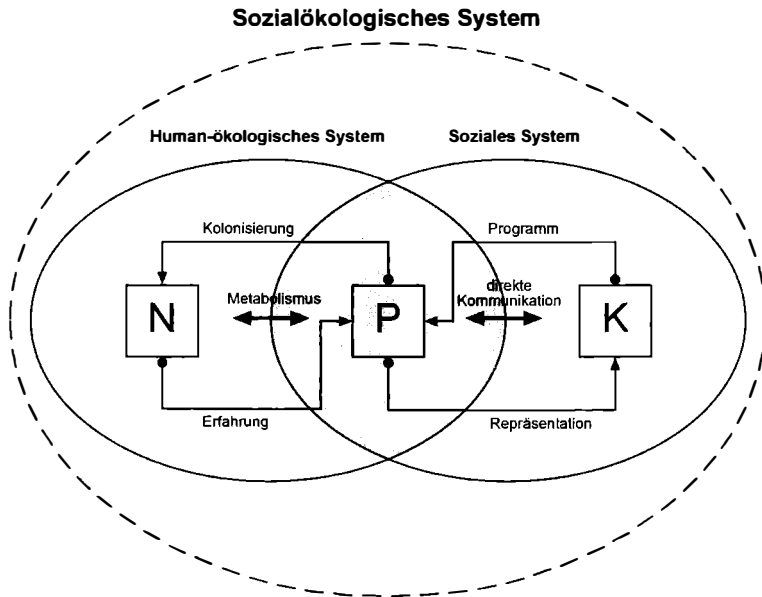 Sozialökologisches System
Human-ökologisches System
Soziales System
Kolonisierung
Programm
N
Metabolismus
P
direkte
Kommunikation
K
Erfahrung
Repräsentation